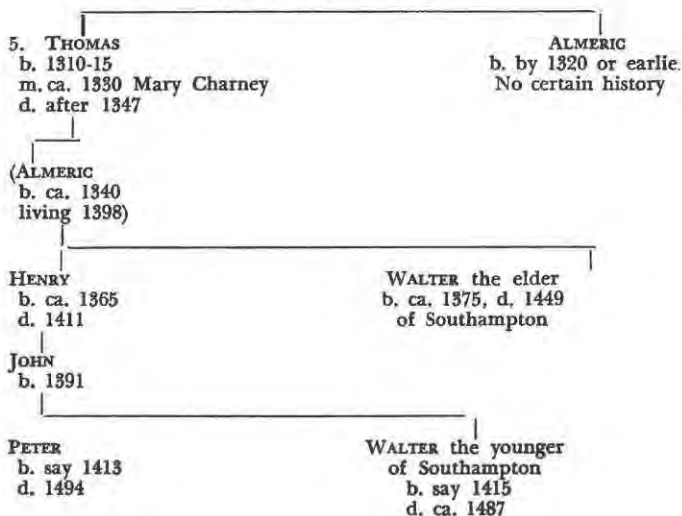 5. THOMAS
b. 1310-15
m. ca. 1330 Mary Charney
d. after 1347
ALMERIC
b. by 1320 or earlie.
No certain history
(ALMERIC
b. ca. 1340
living 1398)
HENRY
b. ca. 1365
d. 1411
WALTER the elder
b. ca. 1375, d. 1449
of Southampton
JOHN
b. 1391
PETER
b. say 1413
d. 1494
WALTER the younger
of Southampton
b. say 1415
d. ca. 1487